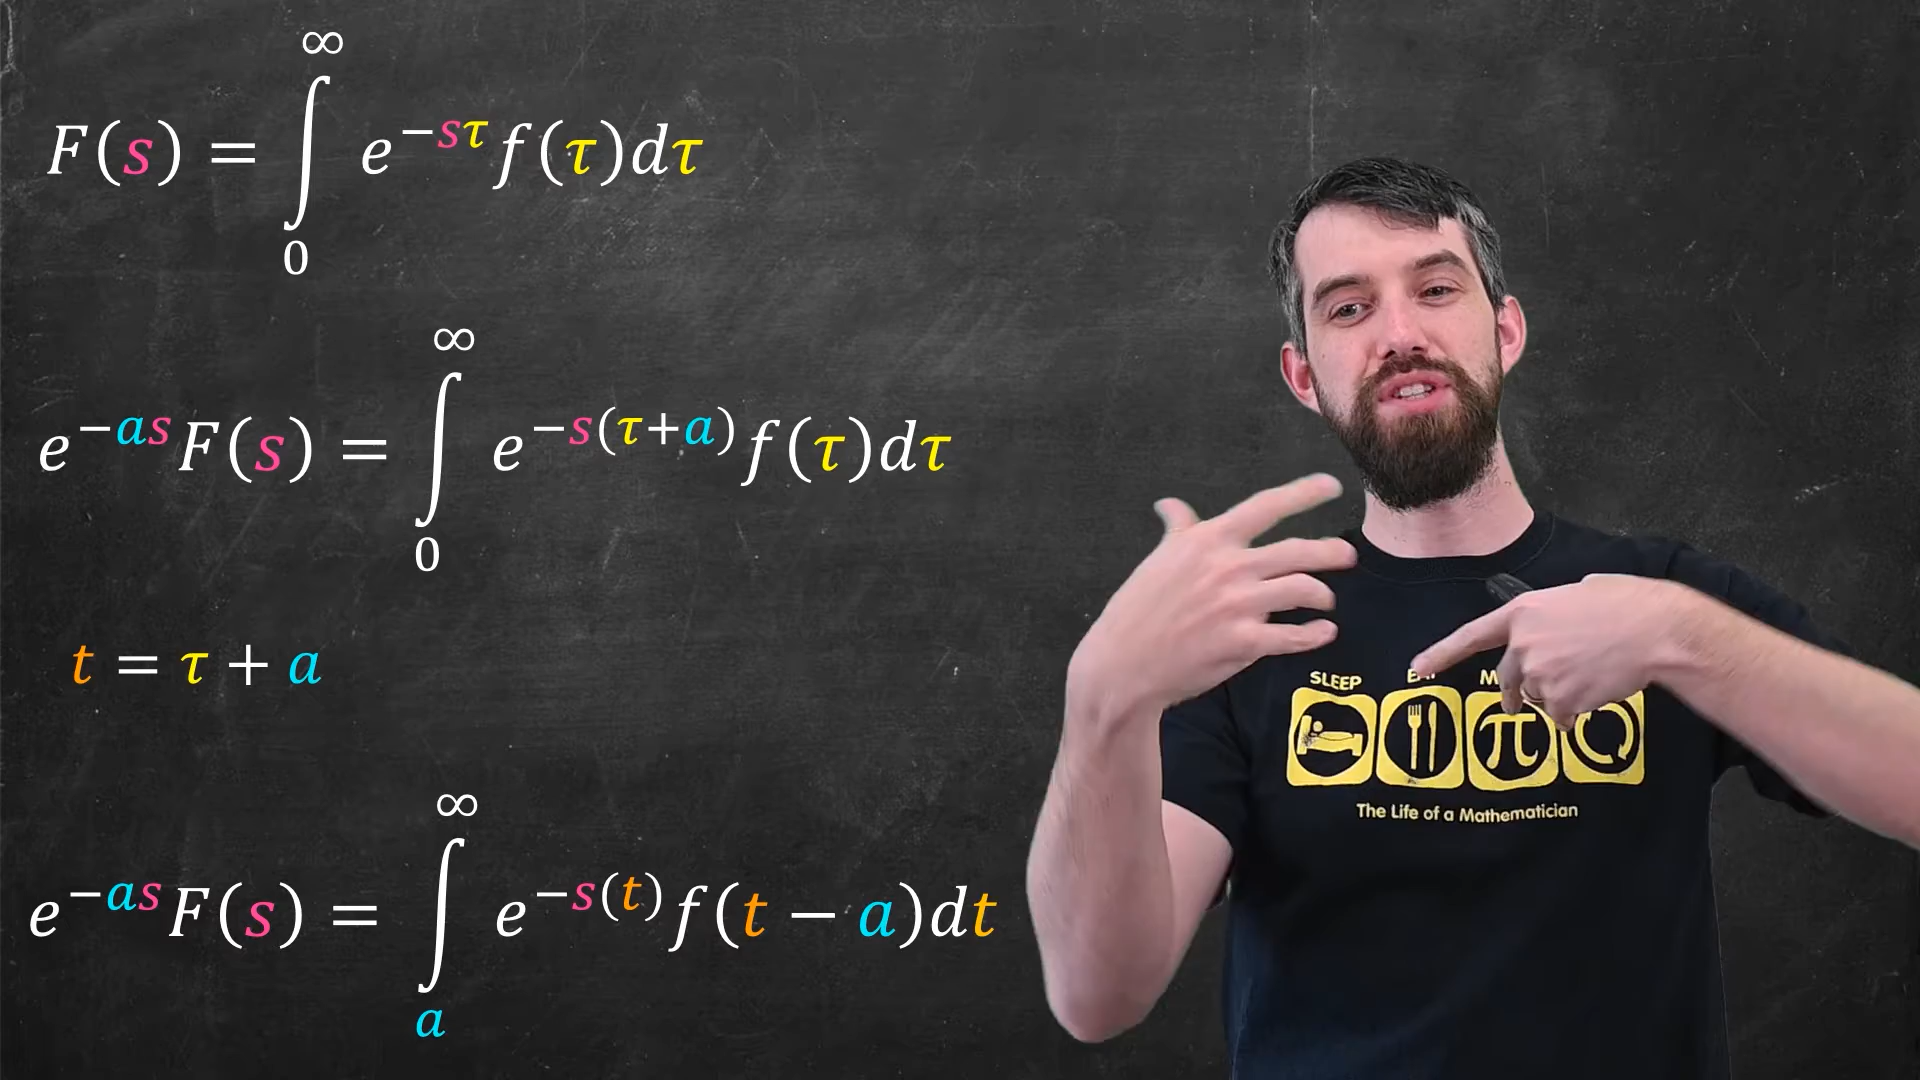 F(s) = ∫₀^∞ e^{−sτ} f(τ)dτ
e^{−as}F(s) = ∫₀^∞ e^{−s(τ+a)} f(τ)dτ
t = τ + a
e^{−as}F(s) = ∫ₐ^∞ e^{−s(t)} f(t − a)dt
SLEEP
π
The Life of a Mathematician